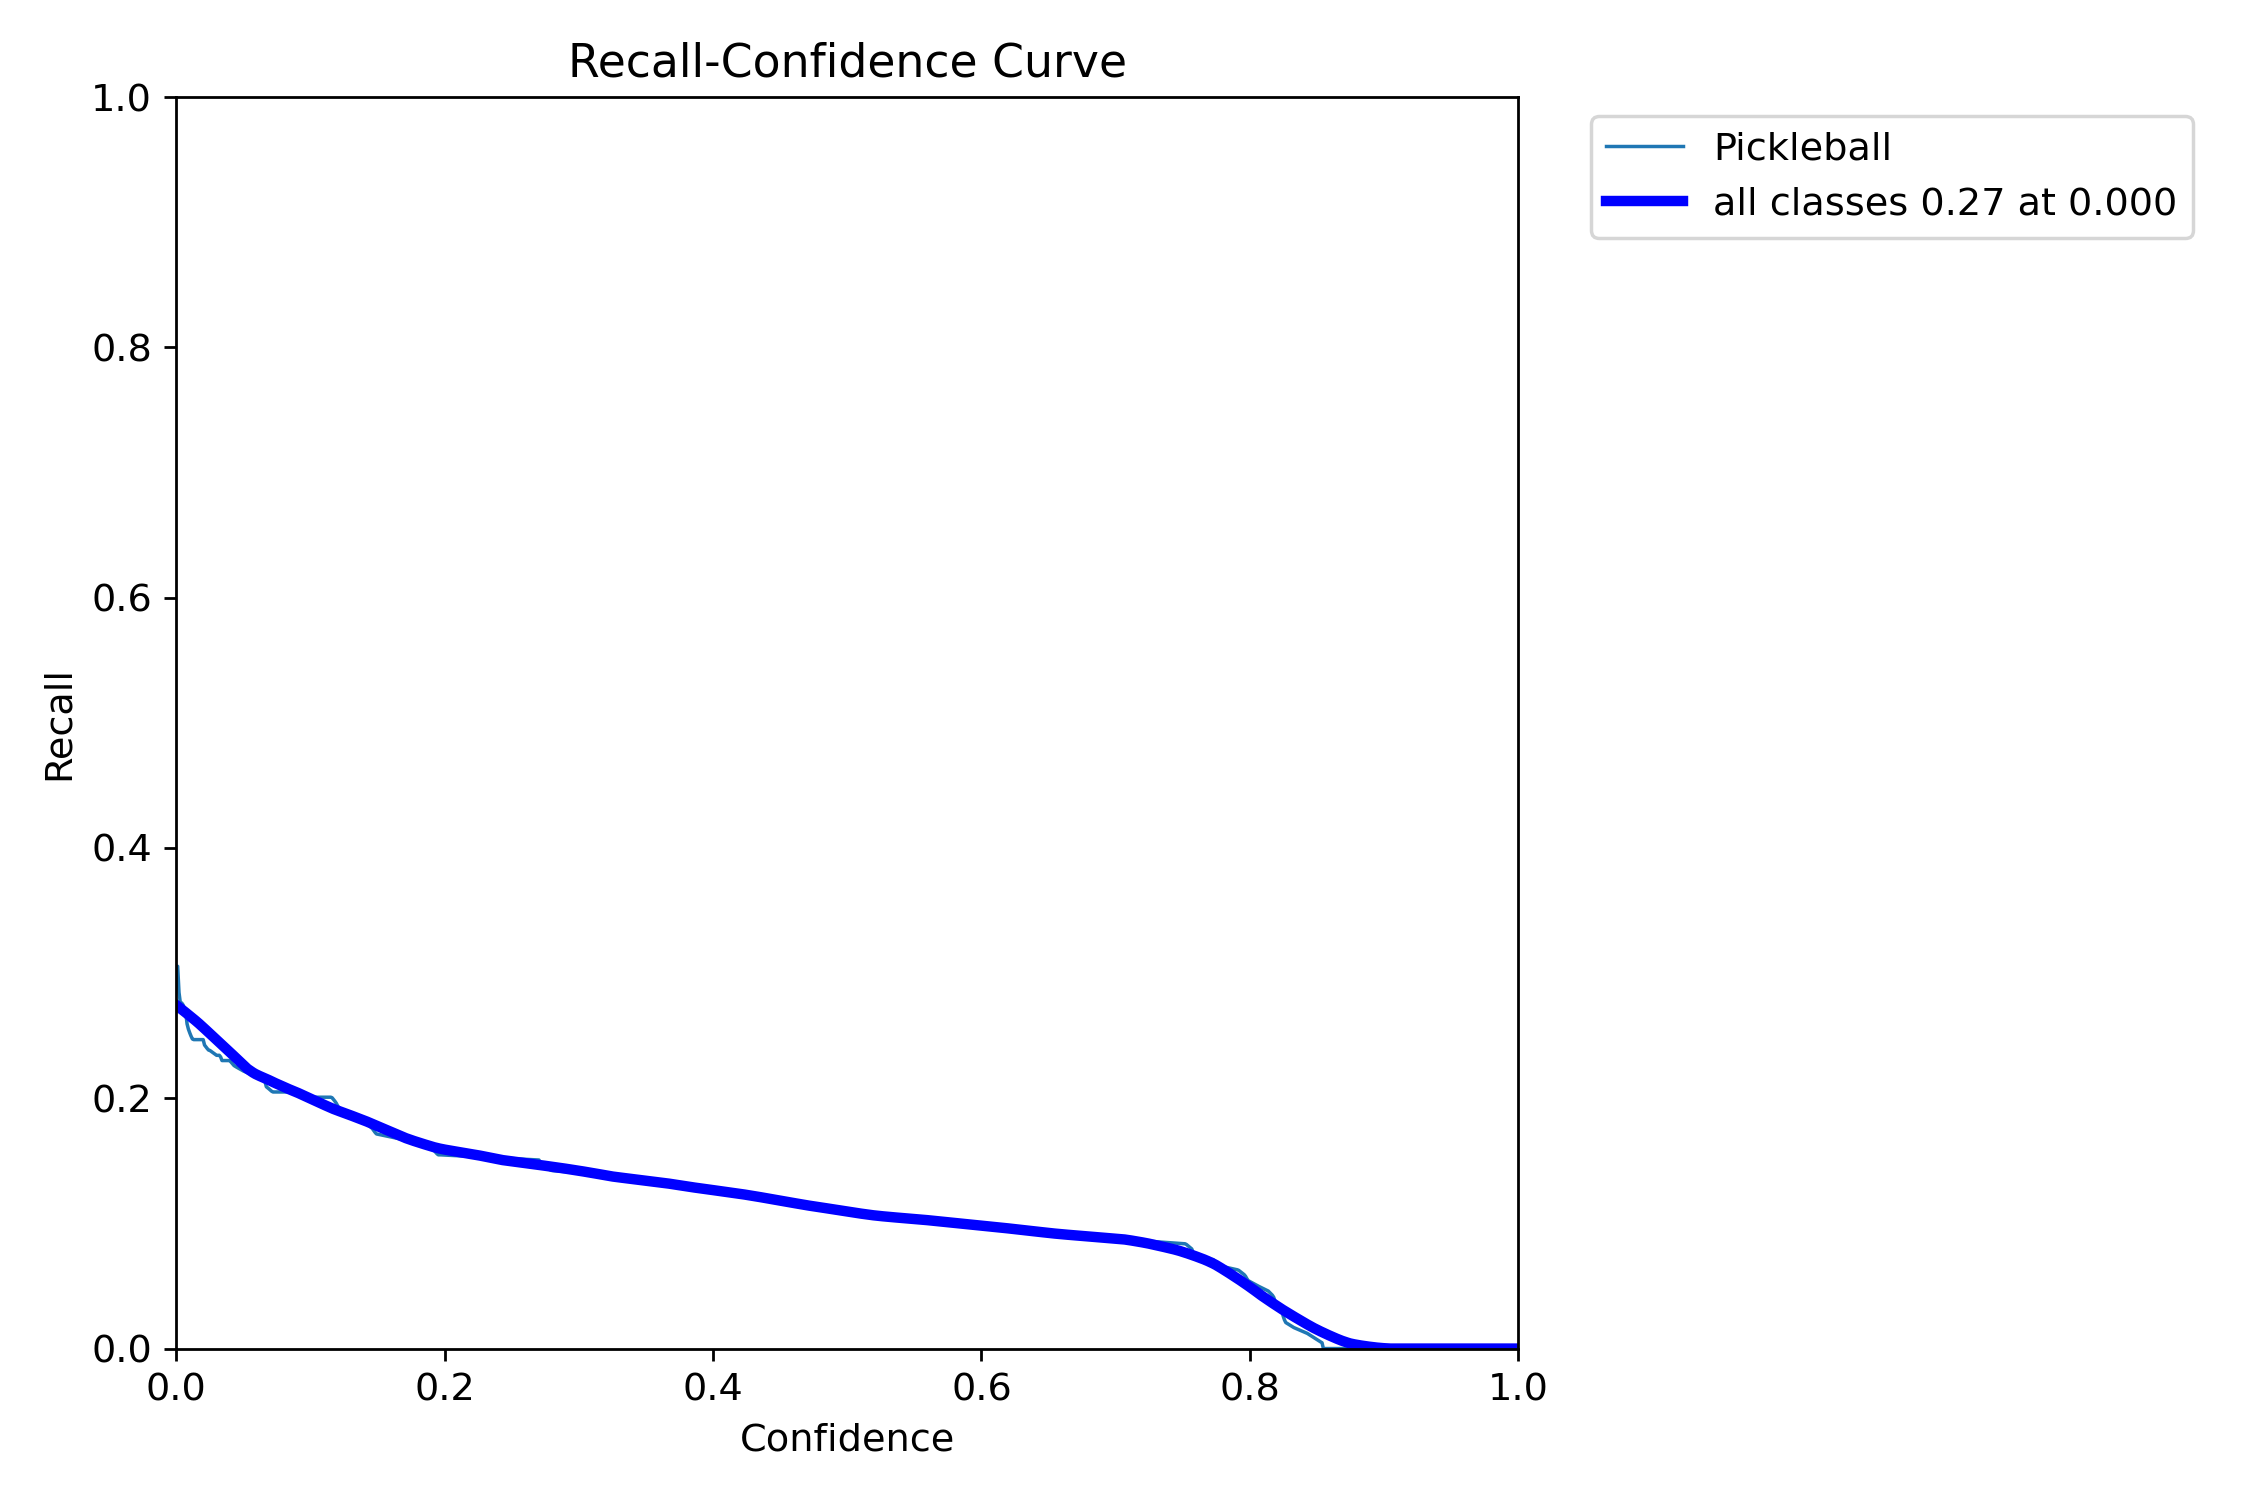 Recall-Confidence Curve
1.0
0.8
0.6
0.4
0.2
0.0
Recall
0.0 0.2 0.4 0.6 0.8 1.0
Confidence
Pickleball
all classes 0.27 at 0.000